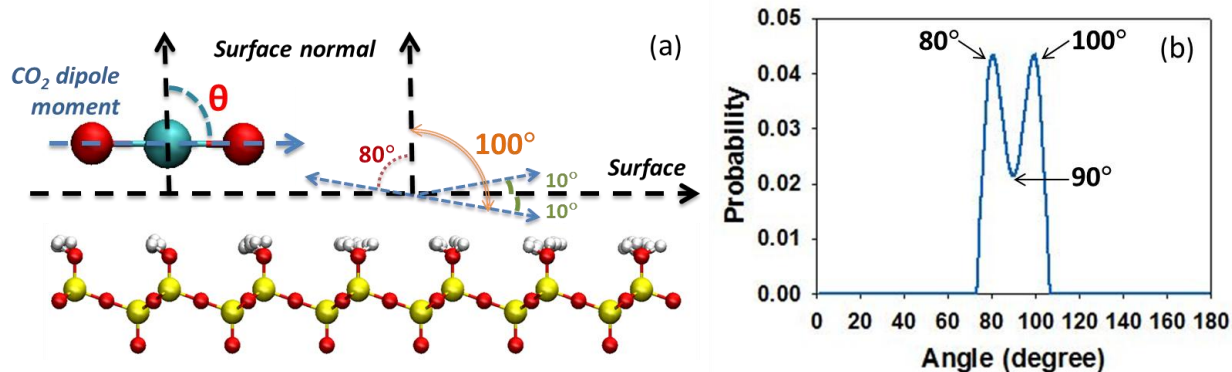 Surface normal
(a)
CO₂ dipole
moment
θ
80°
100°
Surface
10°
10°
(b)
Probability
0.05
0.04
0.03
0.02
0.01
0.00
80°
100°
90°
0 20 40 60 80 100 120 140 160 180
Angle (degree)